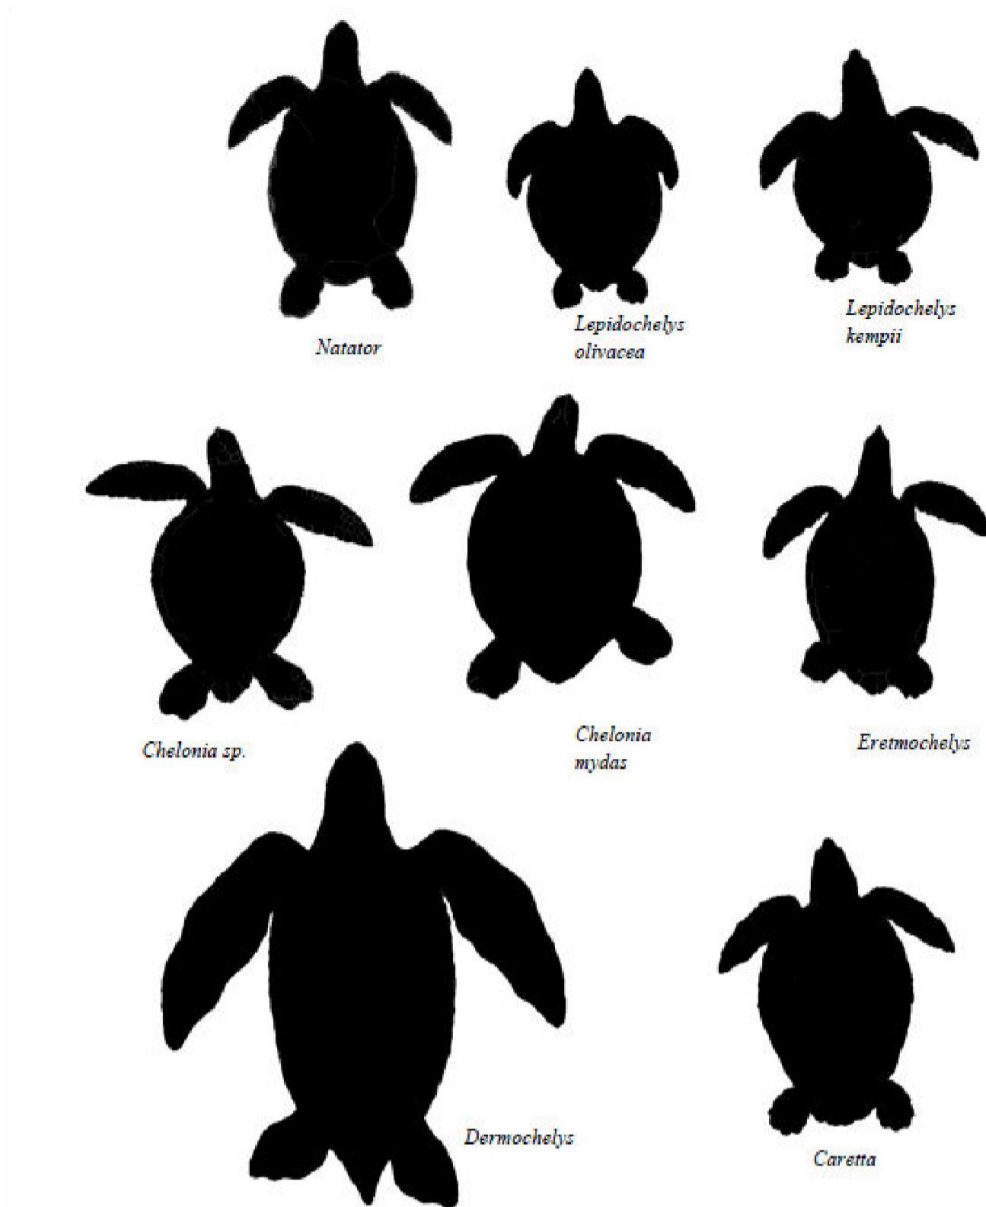 Natator
Lepidochelys
olivacea
Lepidochelys
kempii
Chelonia sp.
Chelonia
mydas
Eretmochelys
Dermochelys
Caretta